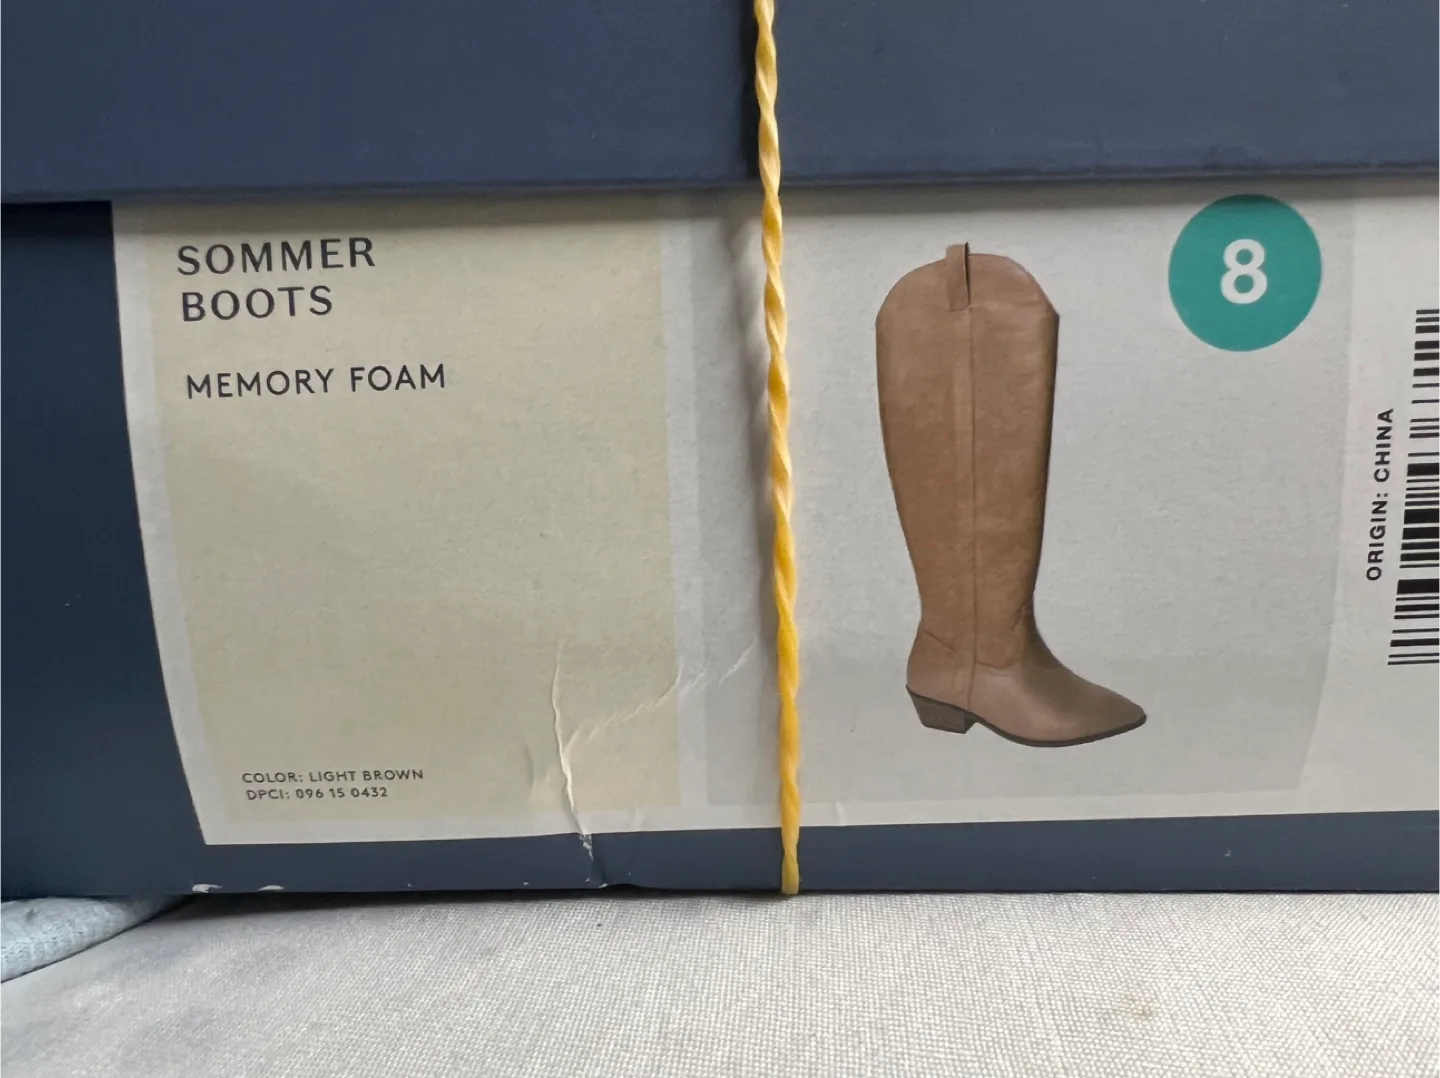 SOMMER
BOOTS
MEMORY FOAM
COLOR: LIGHT BROWN
DPCI: 096 15 0432
8
ORIGIN: CHINA